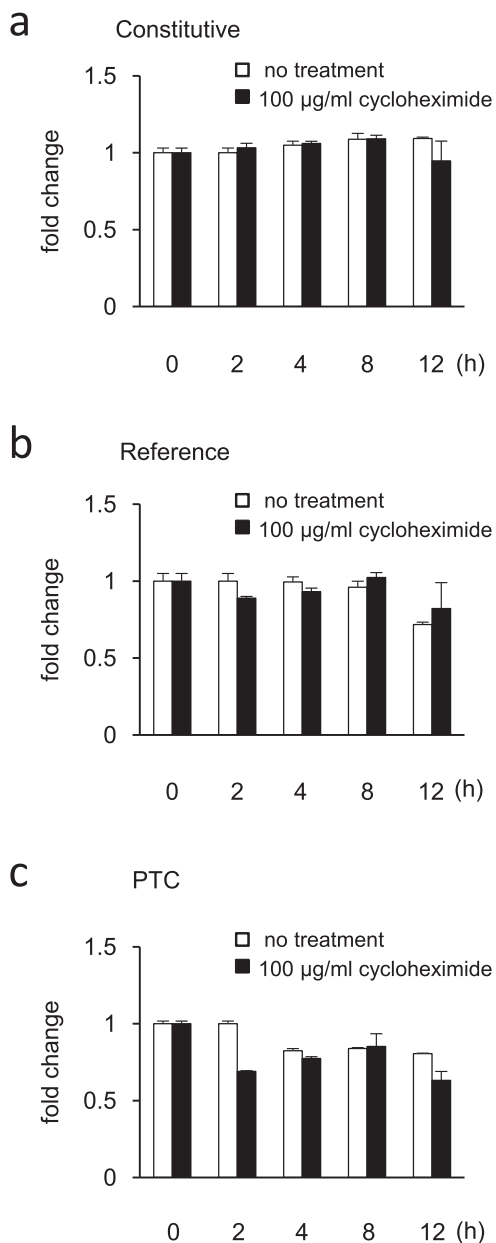 a
Constitutive
no treatment
100 µg/ml cycloheximide
fold change
1.5
1
0.5
0
0 2 4 8 12 (h)
b
Reference
no treatment
100 µg/ml cycloheximide
fold change
1.5
1
0.5
0
0 2 4 8 12 (h)
c
PTC
no treatment
100 µg/ml cycloheximide
fold change
1.5
1
0.5
0
0 2 4 8 12 (h)